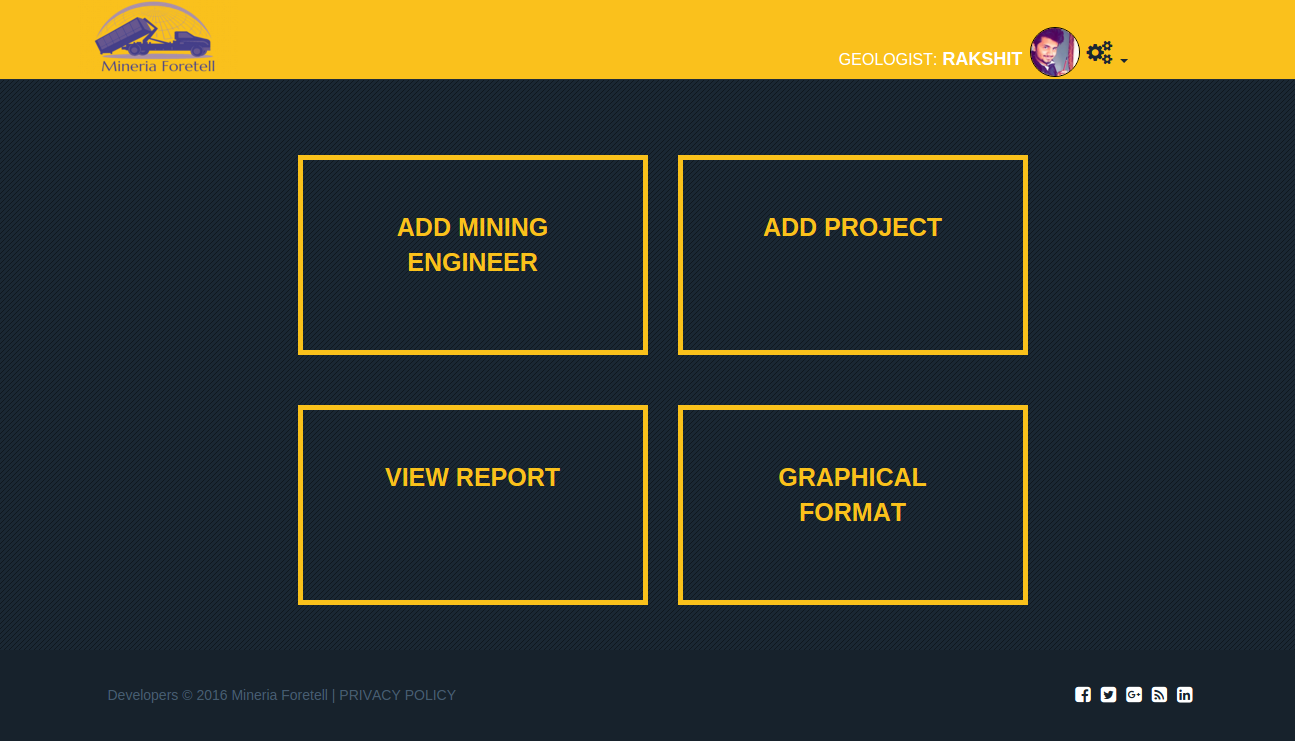 Mineria Foretell
GEOLOGIST: RAKSHIT
ADD MINING
ENGINEER
ADD PROJECT
VIEW REPORT
GRAPHICAL
FORMAT
Developers © 2016 Mineria Foretell | PRIVACY POLICY